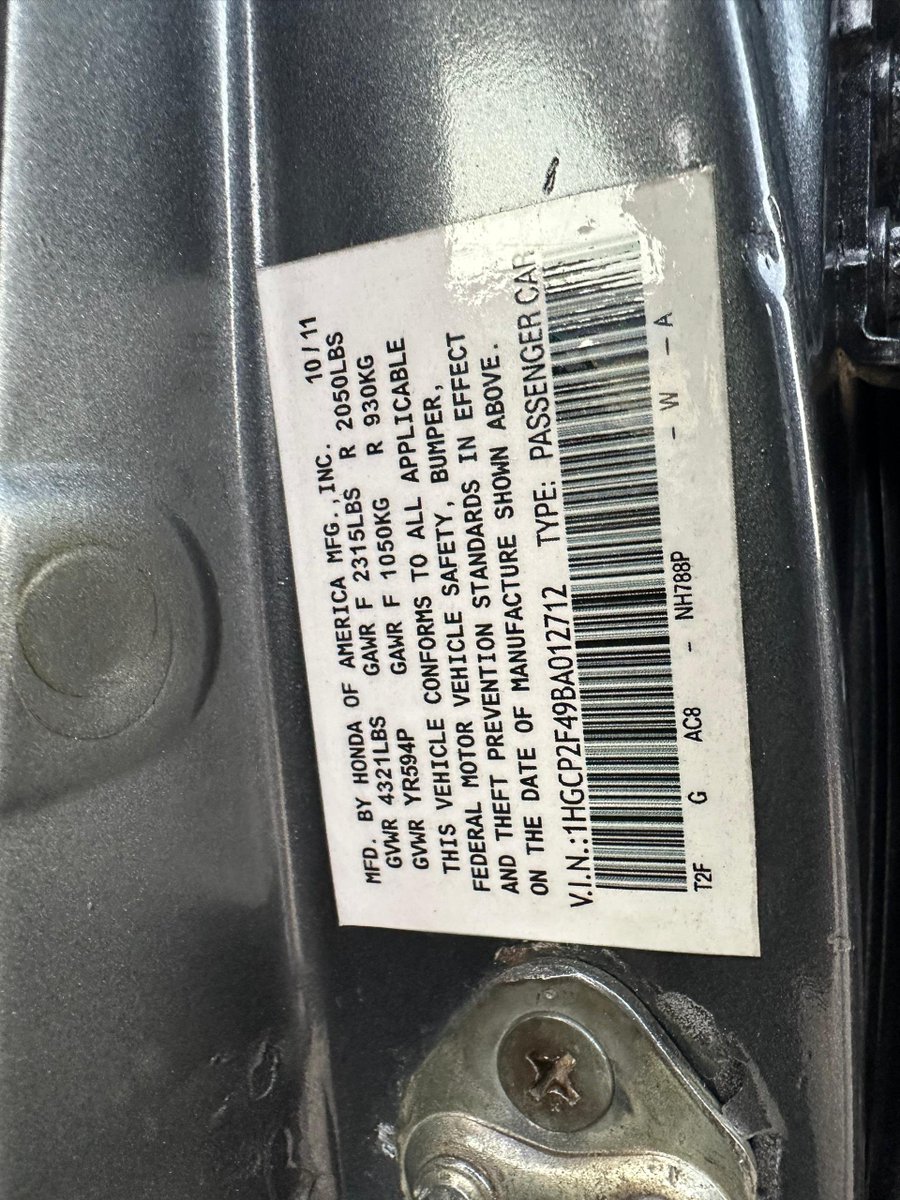 MFD. BY HONDA OF AMERICA MFG.,INC. 10/11
GVWR 4321LBS GAWR F 2315LBS R 2050LBS
GVWR YR594P GAWR F 1050KG R 930KG
THIS VEHICLE CONFORMS TO ALL APPLICABLE
FEDERAL MOTOR VEHICLE SAFETY, BUMPER,
AND THEFT PREVENTION STANDARDS IN EFFECT
ON THE DATE OF MANUFACTURE SHOWN ABOVE.
V.I.N.:1HGCP2F49BA012712 TYPE: PASSENGER CAR
T2F G AC8 - NH788P - W - A